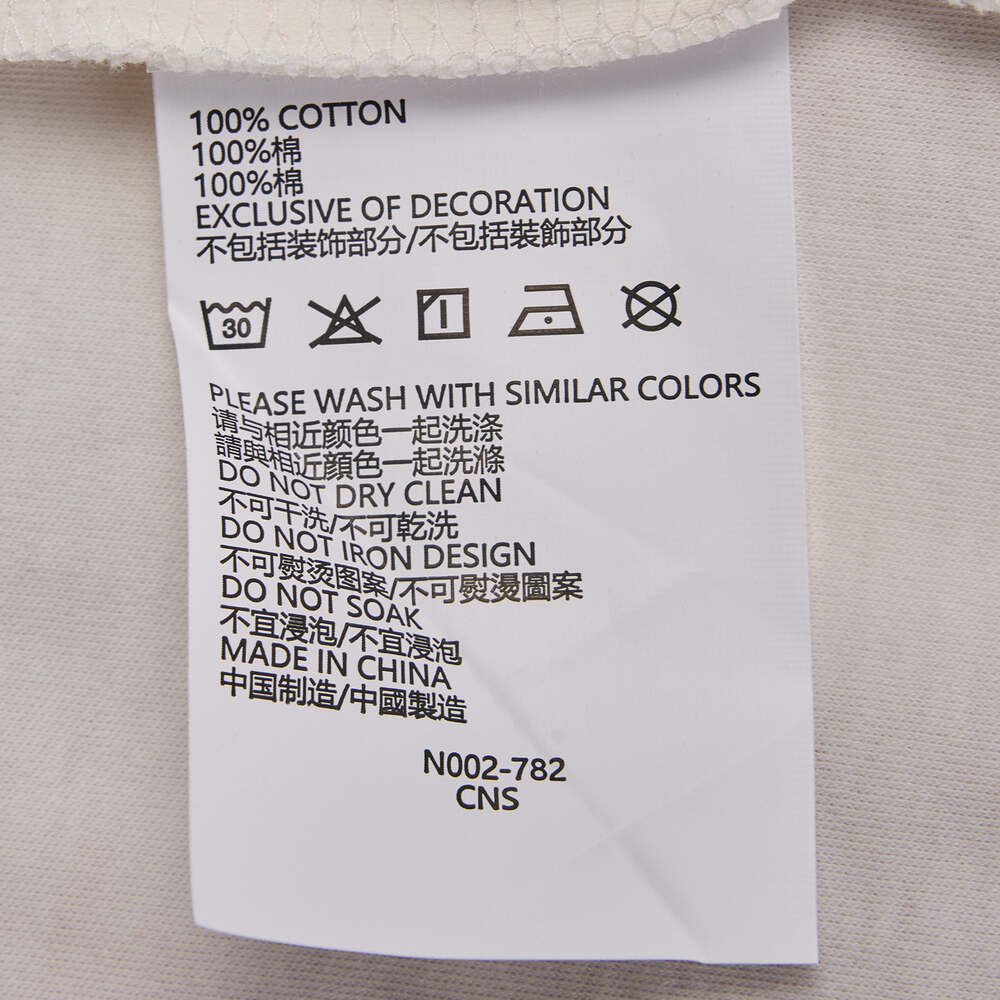 100% COTTON
100%棉
100%棉
EXCLUSIVE OF DECORATION
不包括装饰部分/不包括裝飾部分
30
PLEASE WASH WITH SIMILAR COLORS
请与相近颜色一起洗涤
請與相近顏色一起洗滌
DO NOT DRY CLEAN
不可干洗/不可乾洗
DO NOT IRON DESIGN
不可熨烫图案/不可熨燙圖案
DO NOT SOAK
不宜浸泡/不宜浸泡
MADE IN CHINA
中国制造/中國製造
N002-782
CNS